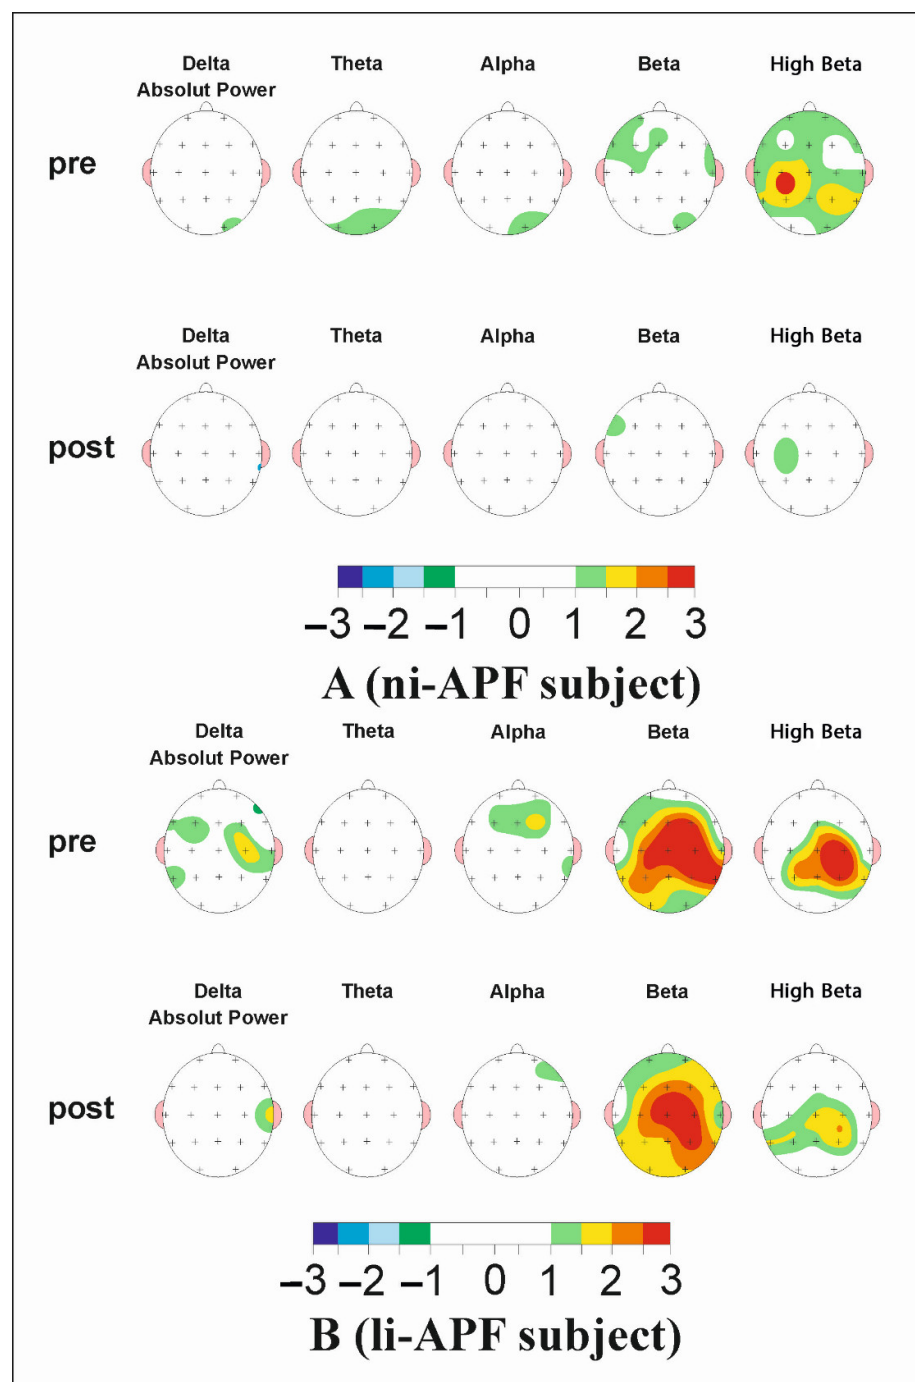 Delta Theta Alpha Beta High Beta
Absolut Power
pre
Delta Theta Alpha Beta High Beta
Absolut Power
post
–3 –2 –1 0 1 2 3
A (ni-APF subject)
Delta Theta Alpha Beta High Beta
Absolut Power
pre
Delta Theta Alpha Beta High Beta
Absolut Power
post
–3 –2 –1 0 1 2 3
B (li-APF subject)